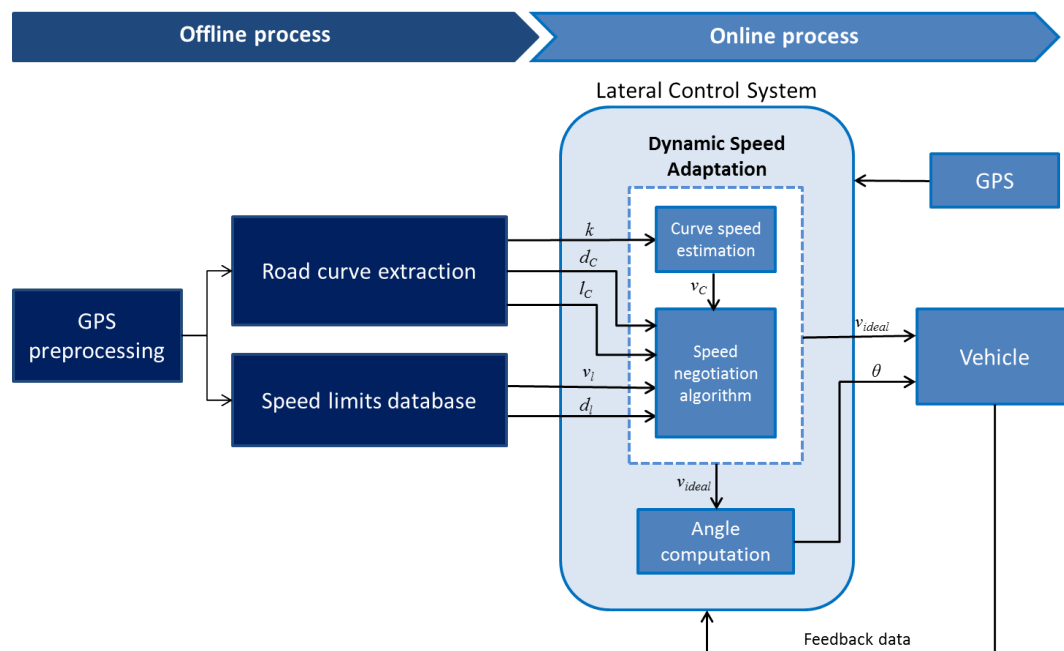 Offline process
Online process
Lateral Control System
Dynamic Speed
Adaptation
GPS
Curve speed
estimation
k
d_C
l_C
v_C
Road curve extraction
GPS
preprocessing
Speed limits database
v_l
d_l
Speed
negotiation
algorithm
v_ideal
θ
Vehicle
v_ideal
Angle
computation
Feedback data